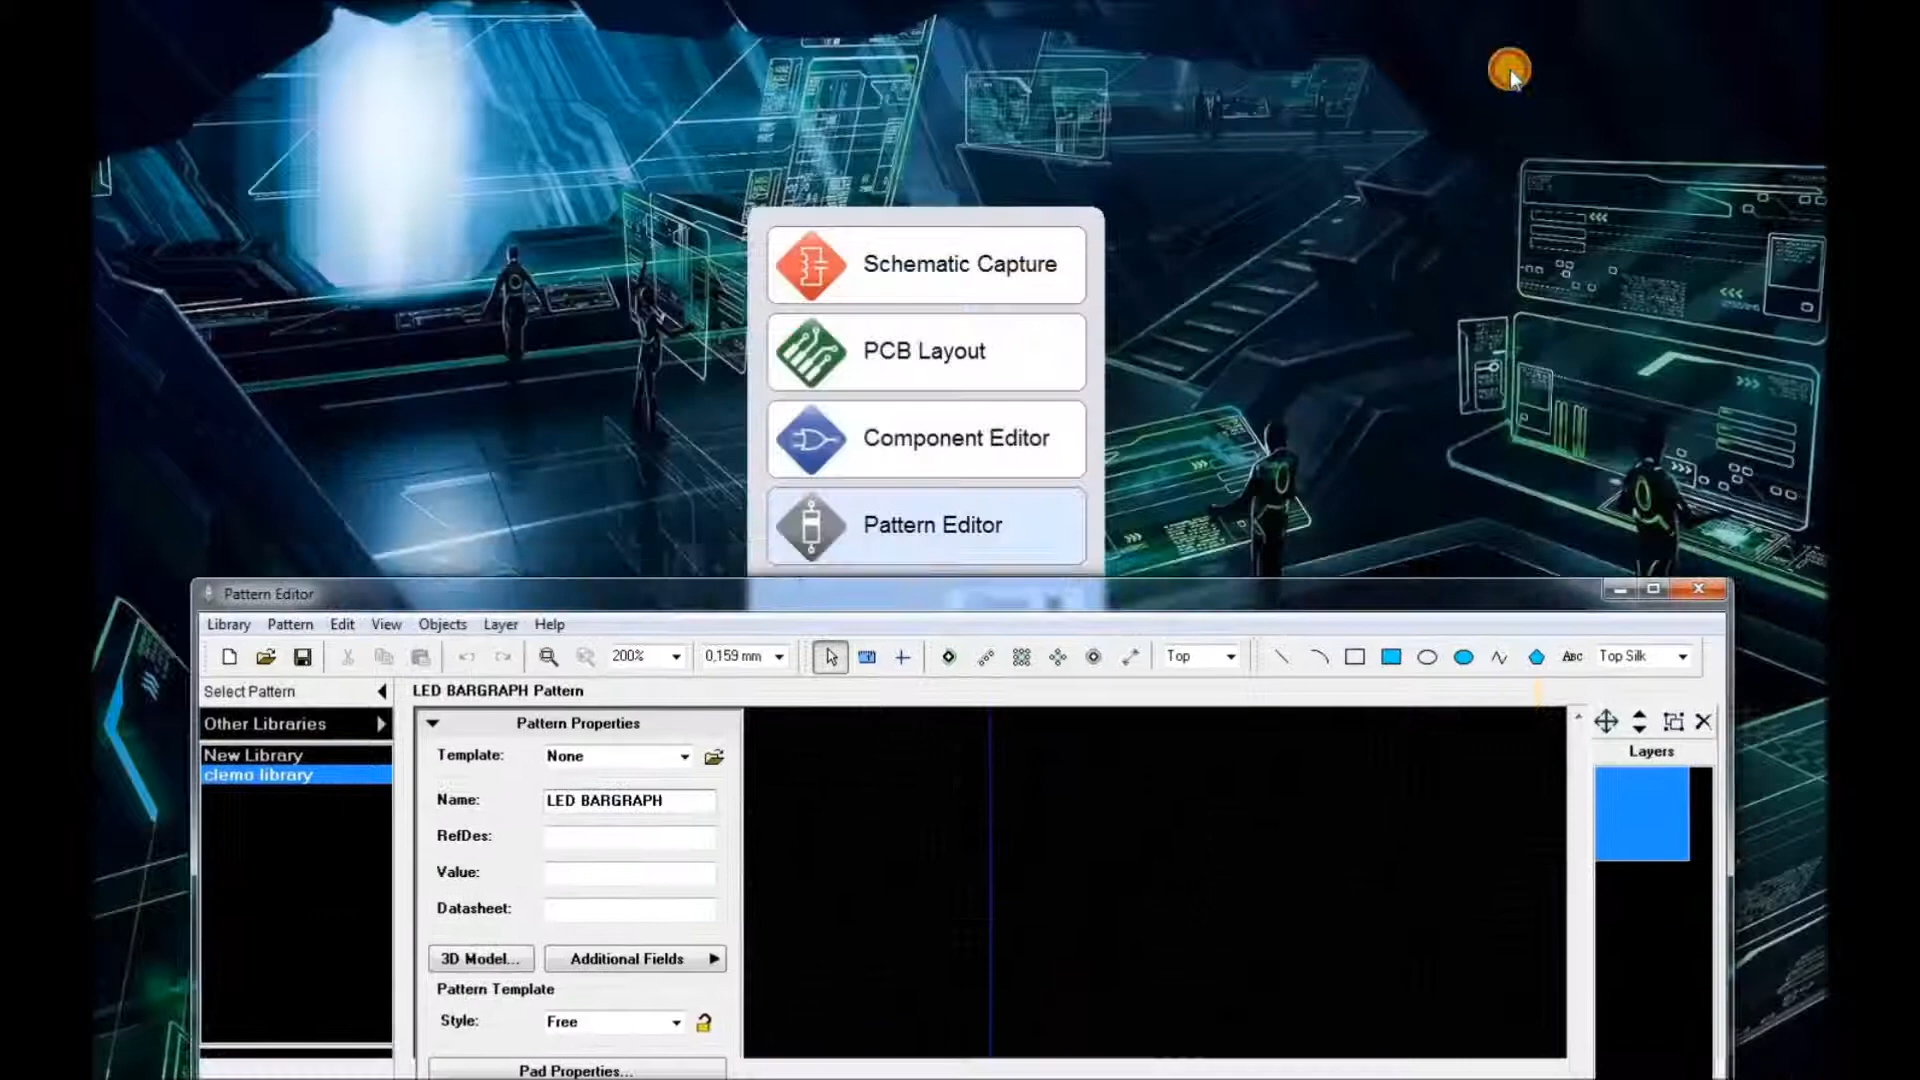 Schematic Capture
PCB Layout
Component Editor
Pattern Editor
Pattern Editor
Library Pattern Edit View Objects Layer Help
200% 0,159 mm Top Abc Top Silk
Select Pattern
LED BARGRAPH Pattern
Other Libraries
New Library
clemo library
Pattern Properties
Template: None
Name: LED BARGRAPH
RefDes:
Value:
Datasheet:
3D Model... Additional Fields
Pattern Template
Style: Free
Pad Properties...
Layers